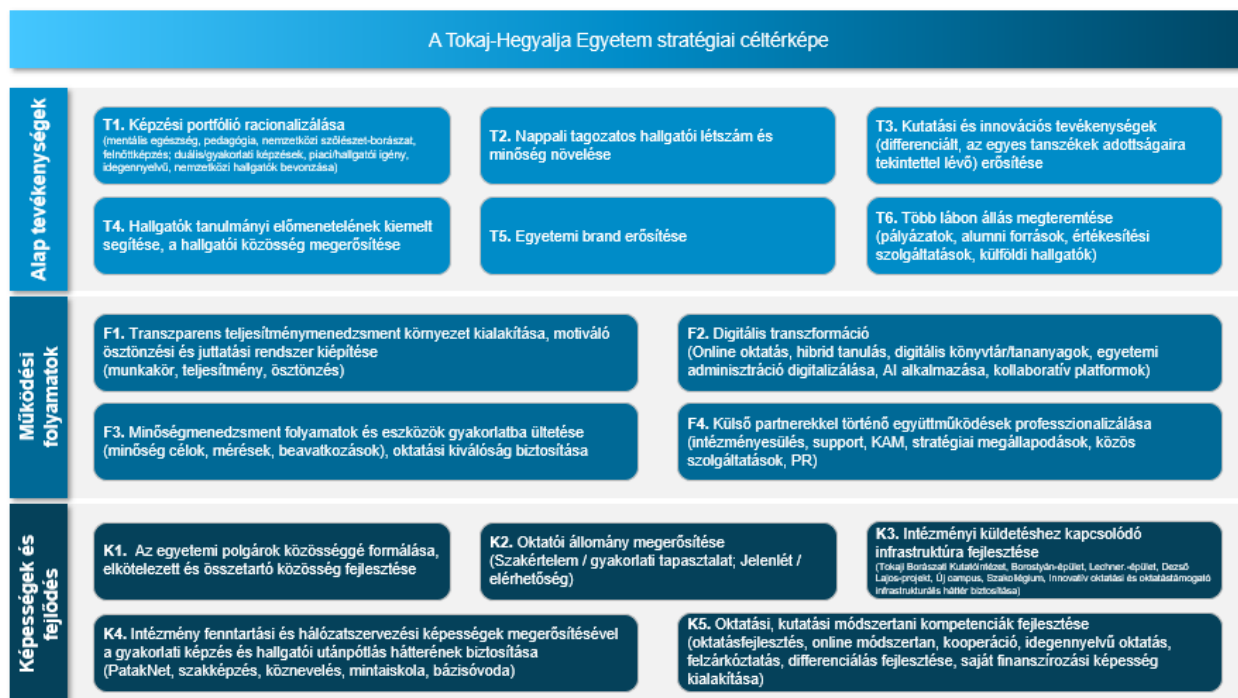 A Tokaj-Hegyalja Egyetem stratégiai céltérképe
Alap tevékenységek
T1. Képzési portfólió racionalizálása
(mentális egészség, pedagógia, nemzetközi szőlészet-borászat,
felnőttképzés; duális/gyakorlati képzések, piaci/hallgatói igény,
idegennyelvű, nemzetközi hallgatók bevonzása)
T2. Nappali tagozatos hallgatói létszám és
minőség növelése
T3. Kutatási és innovációs tevékenységek
(differenciált, az egyes tanszékek adottságaira
tekintettel lévő) erősítése
T4. Hallgatók tanulmányi előmenetelének kiemelt
segítése, a hallgatói közösség megerősítése
T5. Egyetemi brand erősítése
T6. Több lábon állás megteremtése
(pályázatok, alumni források, értékesítési
szolgáltatások, külföldi hallgatók)
Működési
folyamatok
F1. Transzparens teljesítménymenedzsment környezet kialakítása, motiváló
ösztönzési és juttatási rendszer kiépítése
(munkakör, teljesítmény, ösztönzés)
F2. Digitális transzformáció
(Online oktatás, hibrid tanulás, digitális könyvtár/tananyagok, egyetemi
adminisztráció digitalizálása, AI alkalmazása, kollaboratív platformok)
F3. Minőségmenedzsment folyamatok és eszközök gyakorlatba ültetése
(minőség célok, mérések, beavatkozások), oktatási kiválóság biztosítása
F4. Külső partnerekkel történő együttműködések professzionalizálása
(intézményesülés, support, KAM, stratégiai megállapodások, közös
szolgáltatások, PR)
Képességek és
fejlődés
K1. Az egyetemi polgárok közösséggé formálása,
elkötelezett és összetartó közösség fejlesztése
K2. Oktatói állomány megerősítése
(Szakértelem / gyakorlati tapasztalat; Jelenlét /
elérhetőség)
K3. Intézményi küldetéshez kapcsolódó
infrastruktúra fejlesztése
(Tokaji Borászati Kutatóintézet, Borostyán-épület, Lechner.-épület, Dezső
Lajos-projekt, Új campus, Szakollégium, Innovatív oktatási és oktatástámogató
infrastrukturális háttér biztosítása)
K4. Intézmény fenntartási és hálózatszervezési képességek megerősítésével
a gyakorlati képzés és hallgatói utánpótlás hátterének biztosítása
(PatakNet, szakképzés, köznevelés, mintaiskola, bázisóvoda)
K5. Oktatási, kutatási módszertani kompetenciák fejlesztése
(oktatásfejlesztés, online módszertan, kooperáció, idegennyelvű oktatás,
felzárkóztatás, differenciálás fejlesztése, saját finanszírozási képesség
kialakítása)